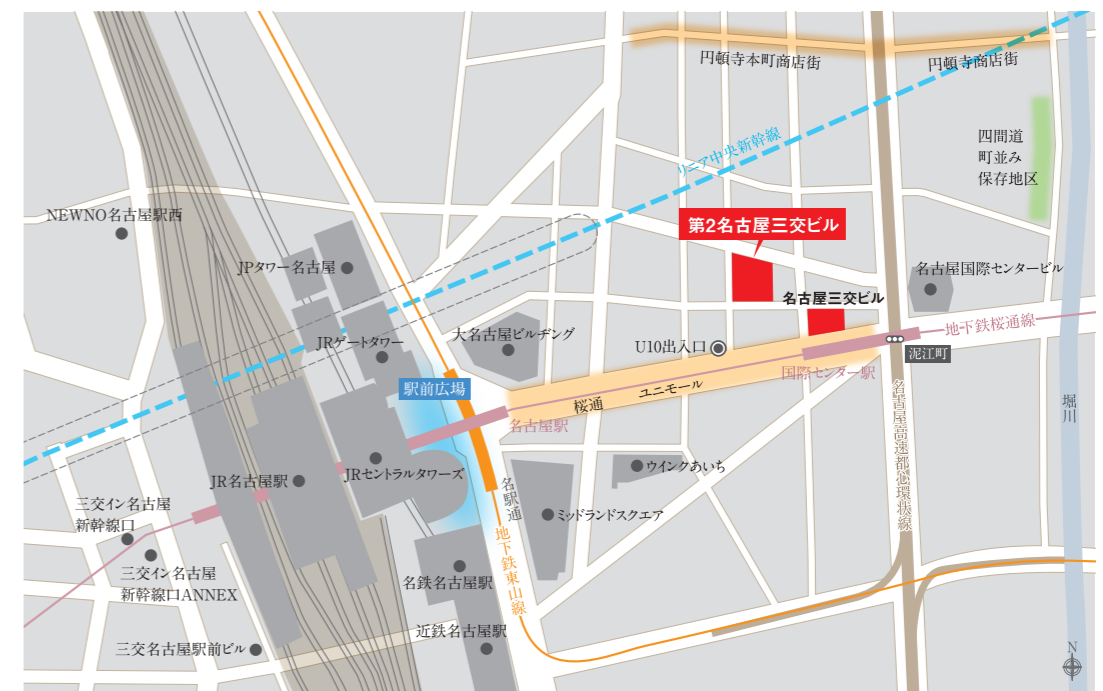 円頓寺本町商店街
円頓寺商店街
四間道
町並み
保存地区
リニア中央新幹線
NEWNO名古屋駅西
第2名古屋三交ビル
JPタワー名古屋
名古屋国際センタービル
名古屋三交ビル
JRゲートタワー
大名古屋ビルヂング
U10出入口
地下鉄桜通線
泥江町
国際センター駅
駅前広場
桜通
ユニモール
名古屋駅
堀川
名古屋高速都心環状線
JR名古屋駅
JRセントラルタワーズ
ウインクあいち
名駅通
ミッドランドスクエア
三交イン名古屋
新幹線口
地下鉄東山線
三交イン名古屋
新幹線口ANNEX
名鉄名古屋駅
近鉄名古屋駅
三交名古屋駅前ビル
N